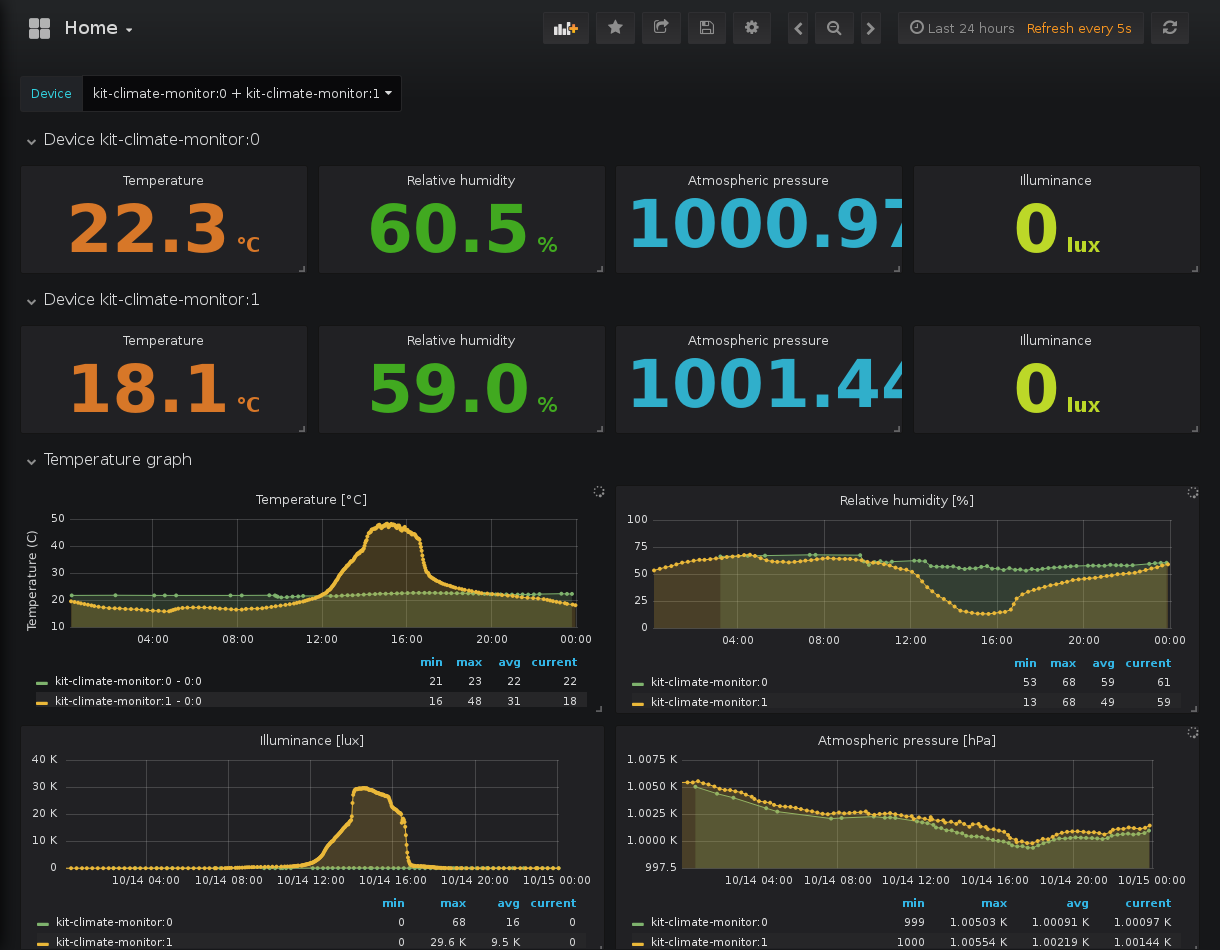 Home
Last 24 hours Refresh every 5s
Device kit-climate-monitor:0 + kit-climate-monitor:1
Device kit-climate-monitor:0
Temperature Relative humidity Atmospheric pressure Illuminance
22.3 °C 60.5 % 1000.97 0 lux
Device kit-climate-monitor:1
Temperature Relative humidity Atmospheric pressure Illuminance
18.1 °C 59.0 % 1001.44 0 lux
Temperature graph
Temperature [°C]
Temperature (C)
50
40
30
20
10
04:00 08:00 12:00 16:00 20:00 00:00
min max avg current
kit-climate-monitor:0 - 0:0 21 23 22 22
kit-climate-monitor:1 - 0:0 16 48 31 18
Relative humidity [%]
100
75
50
25
0
04:00 08:00 12:00 16:00 20:00 00:00
min max avg current
kit-climate-monitor:0 53 68 59 61
kit-climate-monitor:1 13 68 49 59
Illuminance [lux]
40 K
30 K
20 K
10 K
0
10/14 04:00 10/14 08:00 10/14 12:00 10/14 16:00 10/14 20:00 10/15 00:00
min max avg current
kit-climate-monitor:0 0 68 16 0
kit-climate-monitor:1 0 29.6 K 9.5 K 0
Atmospheric pressure [hPa]
1.0075 K
1.0050 K
1.0025 K
1.0000 K
997.5
10/14 04:00 10/14 08:00 10/14 12:00 10/14 16:00 10/14 20:00 10/15 00:00
min max avg current
kit-climate-monitor:0 999 1.00503 K 1.00091 K 1.00097 K
kit-climate-monitor:1 1000 1.00554 K 1.00219 K 1.00144 K